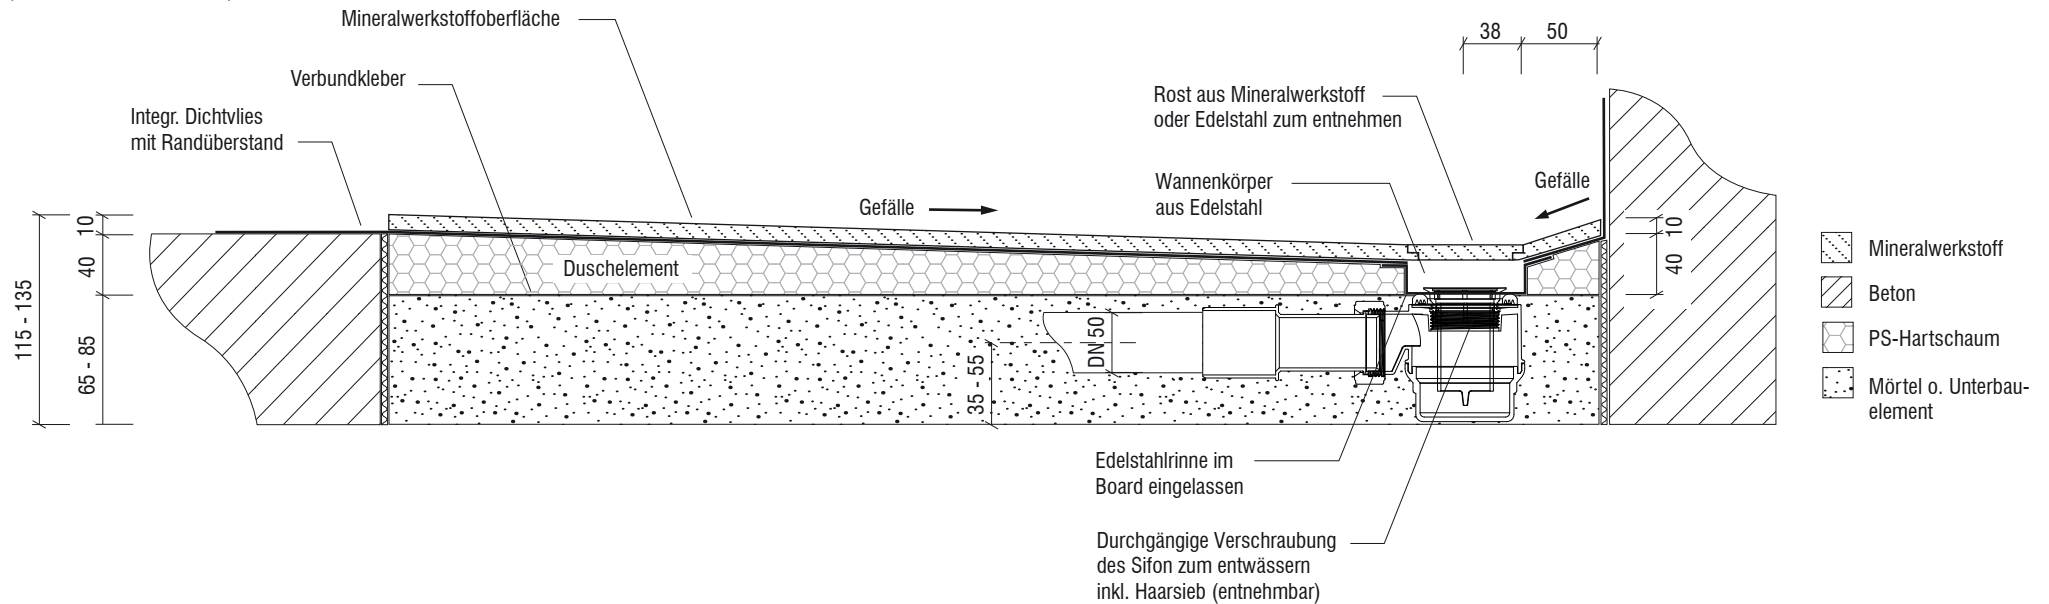 Mineralwerkstoffoberfläche
Verbundkleber
Integr. Dichtvlies
mit Randüberstand
38
50
Rost aus Mineralwerkstoff
oder Edelstahl zum entnehmen
Wannenkörper
aus Edelstahl
Gefälle
Gefälle
10
40
65 - 85
115 - 135
Duschelement
10
40
DN 50
35 - 55
Edelstahlrinne im
Board eingelassen
Durchgängige Verschraubung
des Sifon zum entwässern
inkl. Haarsieb (entnehmbar)
Mineralwerkstoff
Beton
PS-Hartschaum
Mörtel o. Unterbau-
element